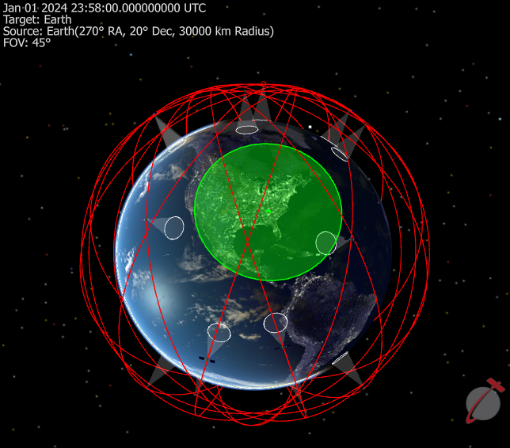 Jan 01 2024 23:58:00.000000000 UTC
Target: Earth
Source: Earth(270° RA, 20° Dec, 30000 km Radius)
FOV: 45°